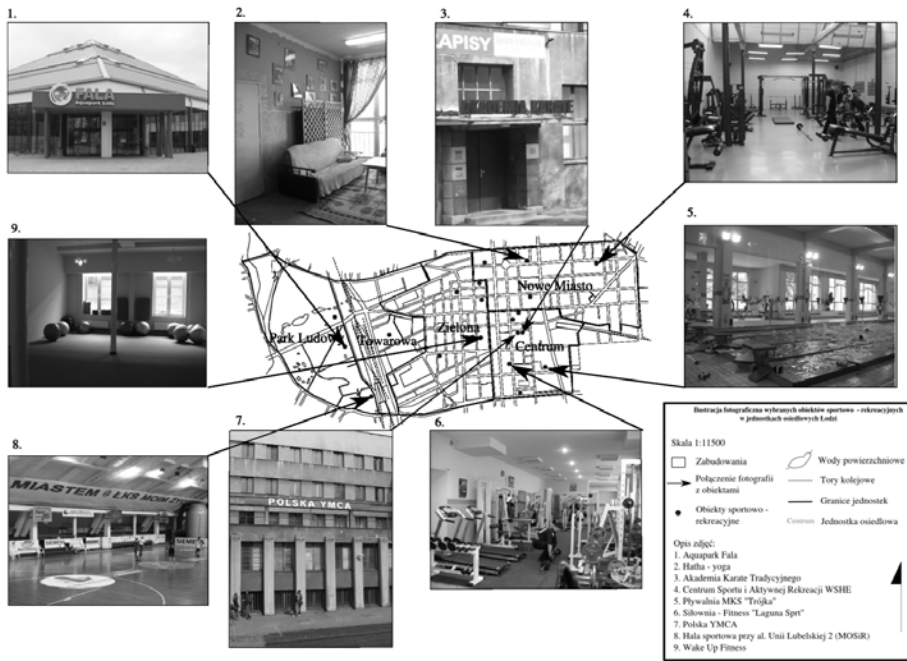 1.
2.
3.
4.
FALA
Aquapark Łódź
APISY
AKADEMIA KARATE
9.
5.
Nowe Miasto
Park Ludowy
Towarowa
Zielona
Centrum
8.
7.
6.
MIASTEM @ ŁKS MOIM ŻY
POLSKA YMCA
Ilustracja fotograficzna wybranych obiektów sportowo - rekreacyjnych
w jednostkach osiedlowych Łodzi
Skala 1:11500
Zabudowania
Wody powierzchniowe
Połączenie fotografii
z obiektami
Tory kolejowe
Granice jednostek
Obiekty sportowo -
rekreacyjne
Centrum Jednostka osiedlowa
Opis zdjęć:
1. Aquapark Fala
2. Hatha - yoga
3. Akademia Karate Tradycyjnego
4. Centrum Sportu i Aktywnej Rekreacji WSHE
5. Pływalnia MKS "Trójka"
6. Siłownia - Fitness "Laguna Sprt"
7. Polska YMCA
8. Hala sportowa przy al. Unii Lubelskiej 2 (MOSiR)
9. Wake Up Fitness